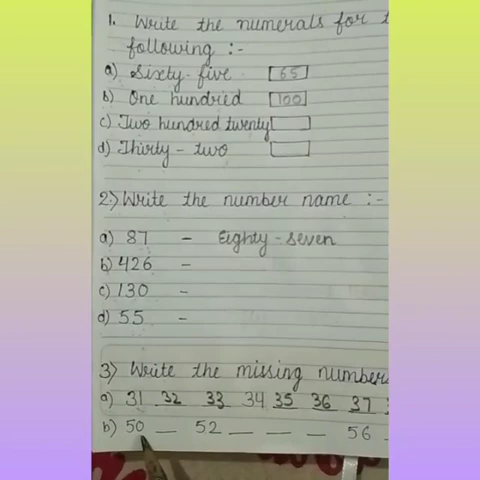 1. Write the numerals for t
following :-
a) Sixty-five 65
b) One hundred 100
c) Two hundred twenty
d) Thirty - two
2.) Write the number name :-
a) 87 - Eighty-seven
b) 426 -
c) 130 -
d) 55 -
3) Write the missing numbers
a) 31 32 33 34 35 36 37
b) 50 _ 52 _ _ _ 56 _